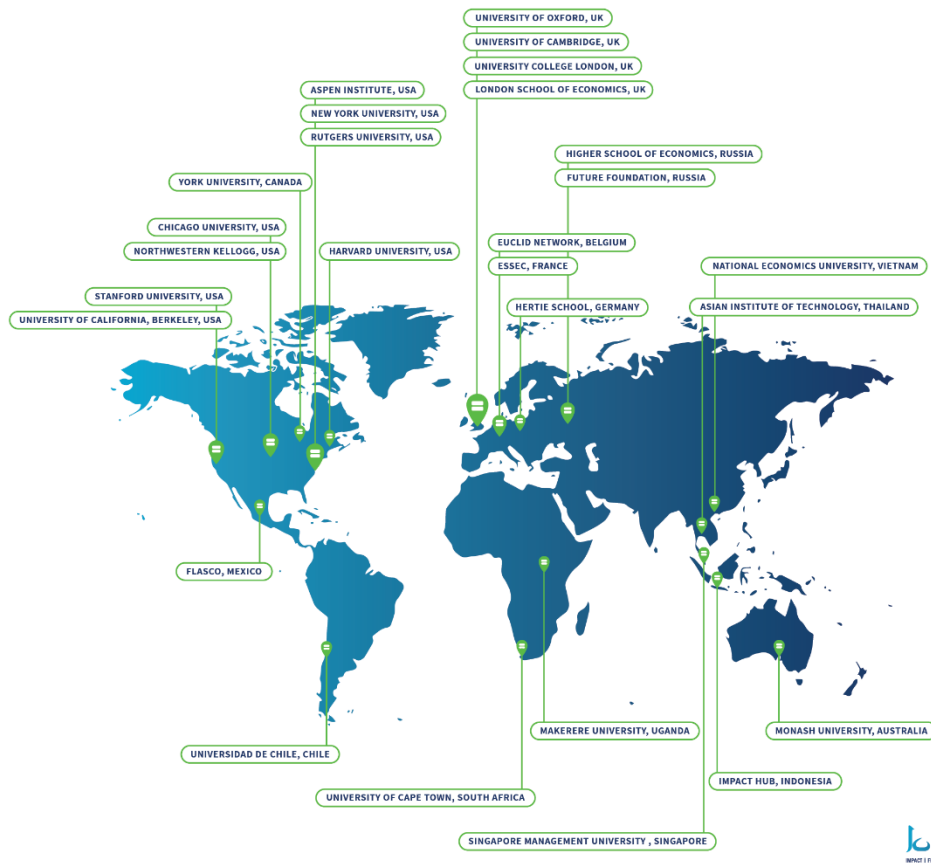 UNIVERSITY OF OXFORD, UK
UNIVERSITY OF CAMBRIDGE, UK
UNIVERSITY COLLEGE LONDON, UK
LONDON SCHOOL OF ECONOMICS, UK
ASPEN INSTITUTE, USA
NEW YORK UNIVERSITY, USA
RUTGERS UNIVERSITY, USA
HIGHER SCHOOL OF ECONOMICS, RUSSIA
FUTURE FOUNDATION, RUSSIA
YORK UNIVERSITY, CANADA
CHICAGO UNIVERSITY, USA
NORTHWESTERN KELLOGG, USA
HARVARD UNIVERSITY, USA
EUCLID NETWORK, BELGIUM
ESSEC, FRANCE
NATIONAL ECONOMICS UNIVERSITY, VIETNAM
STANFORD UNIVERSITY, USA
UNIVERSITY OF CALIFORNIA, BERKELEY, USA
HERTIE SCHOOL, GERMANY
ASIAN INSTITUTE OF TECHNOLOGY, THAILAND
FLASCO, MEXICO
MAKERERE UNIVERSITY, UGANDA
MONASH UNIVERSITY, AUSTRALIA
UNIVERSIDAD DE CHILE, CHILE
IMPACT HUB, INDONESIA
UNIVERSITY OF CAPE TOWN, SOUTH AFRICA
SINGAPORE MANAGEMENT UNIVERSITY , SINGAPORE
IMPACT